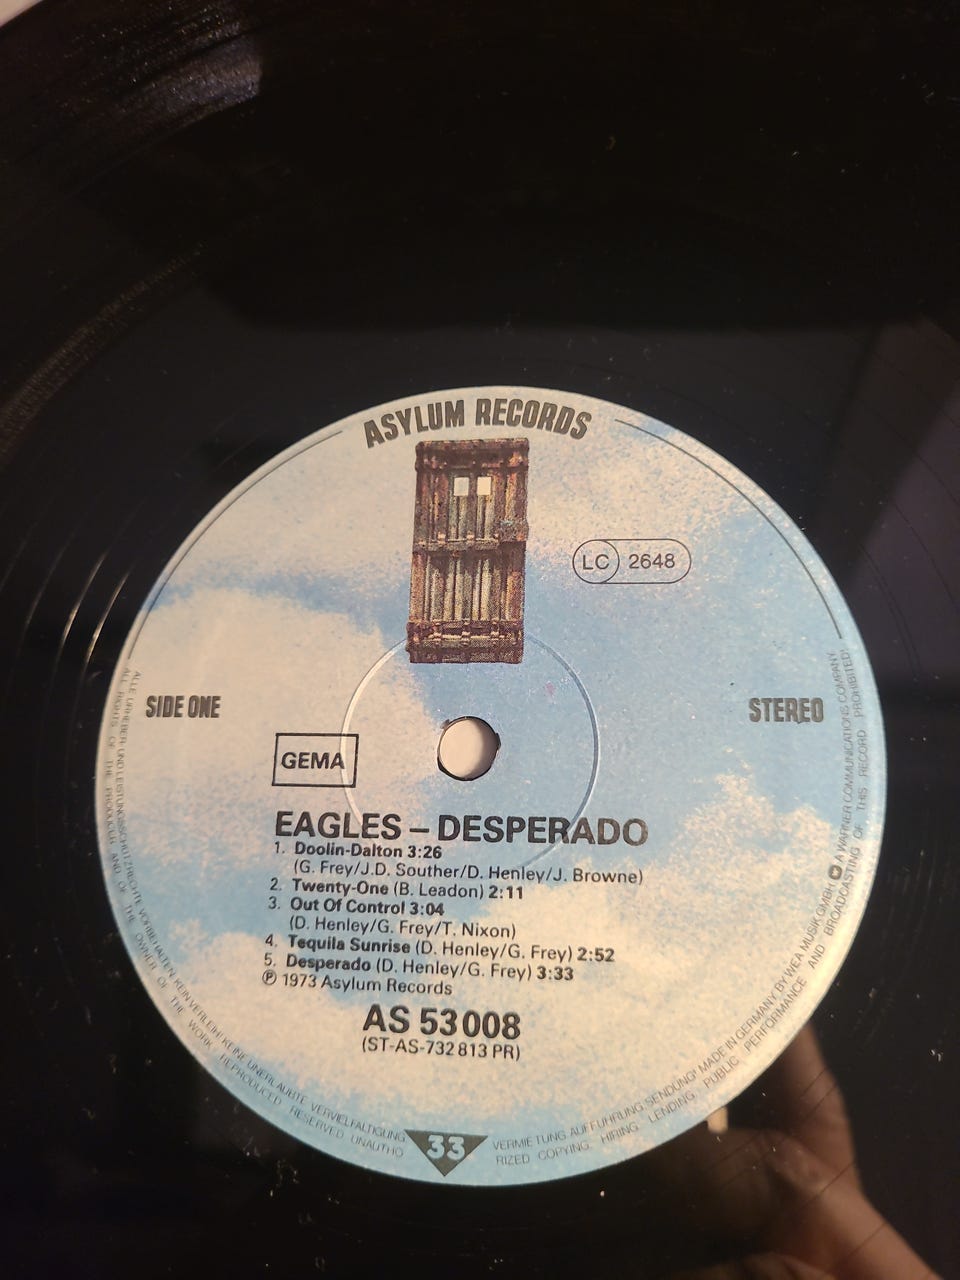 ASYLUM RECORDS
LC 2648
SIDE ONE
STEREO
GEMA
EAGLES – DESPERADO
1. Doolin-Dalton 3:26
(G. Frey/J.D. Souther/D. Henley/J. Browne)
2. Twenty-One (B. Leadon) 2:11
3. Out Of Control 3:04
(D. Henley/G. Frey/T. Nixon)
4. Tequila Sunrise (D. Henley/G. Frey) 2:52
5. Desperado (D. Henley/G. Frey) 3:33
℗ 1973 Asylum Records
AS 53 008
(ST-AS-732 813 PR)
33
ALLE URHEBER- UND LEISTUNGSSCHUTZRECHTE VORBEHALTEN. KEIN VERLEIH! KEINE UNERLAUBTE VERVIELFÄLTIGUNG, VERMIETUNG AUFFÜHRUNG, SENDUNG! MADE IN GERMANY BY WEA MUSIK GMBH A WARNER COMMUNICATIONS COMPANY
ALL RIGHTS OF THE PRODUCER AND OF THE OWNER OF THE WORK REPRODUCED RESERVED UNAUTHORIZED COPYING, HIRING, LENDING, PUBLIC PERFORMANCE AND BROADCASTING OF THIS RECORD PROHIBITED!